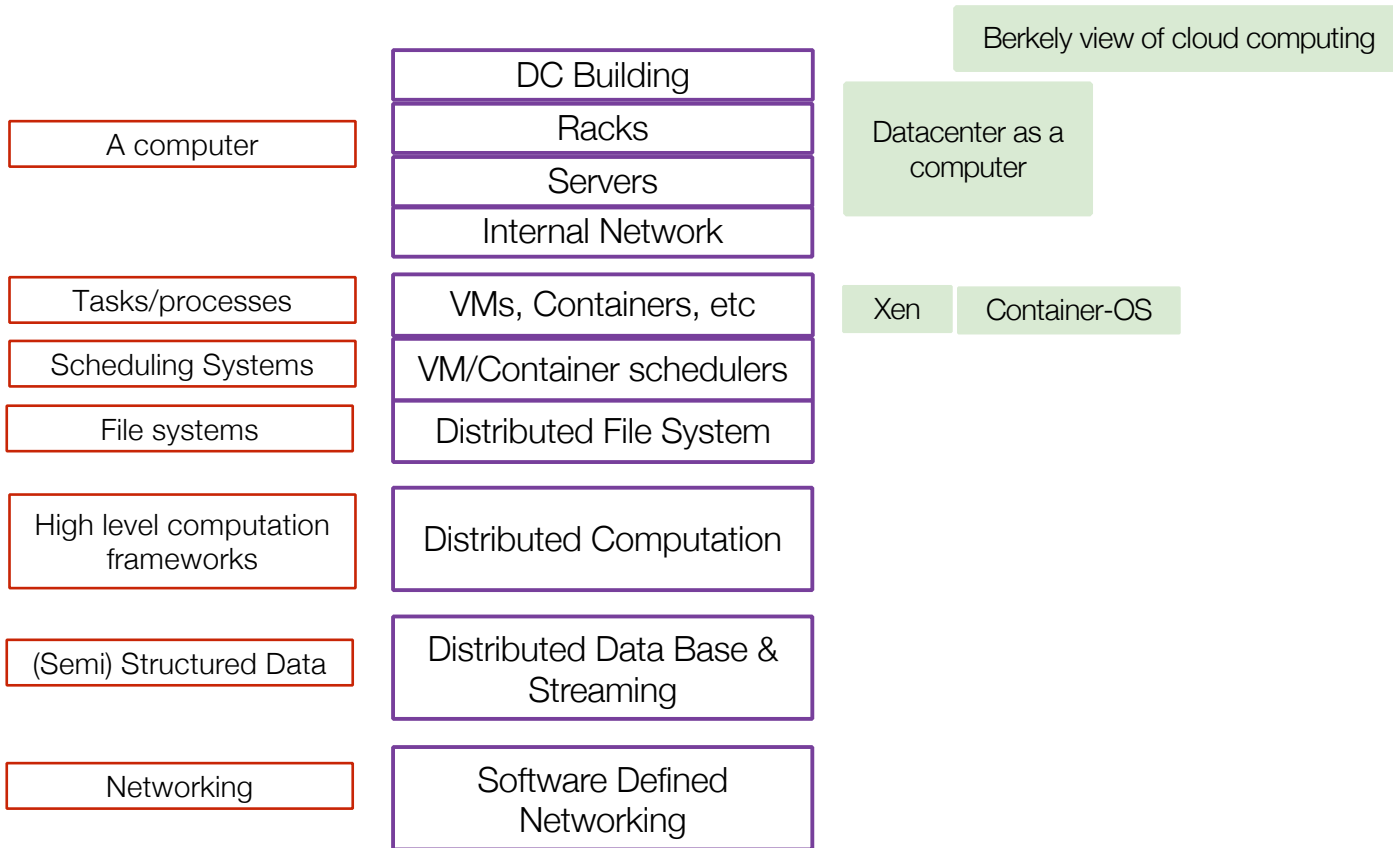 Berkely view of cloud computing
DC Building
A computer
Racks
Datacenter as a
computer
Servers
Internal Network
Tasks/processes
VMs, Containers, etc
Xen
Container-OS
Scheduling Systems
VM/Container schedulers
File systems
Distributed File System
High level computation
frameworks
Distributed Computation
(Semi) Structured Data
Distributed Data Base &
Streaming
Networking
Software Defined
Networking